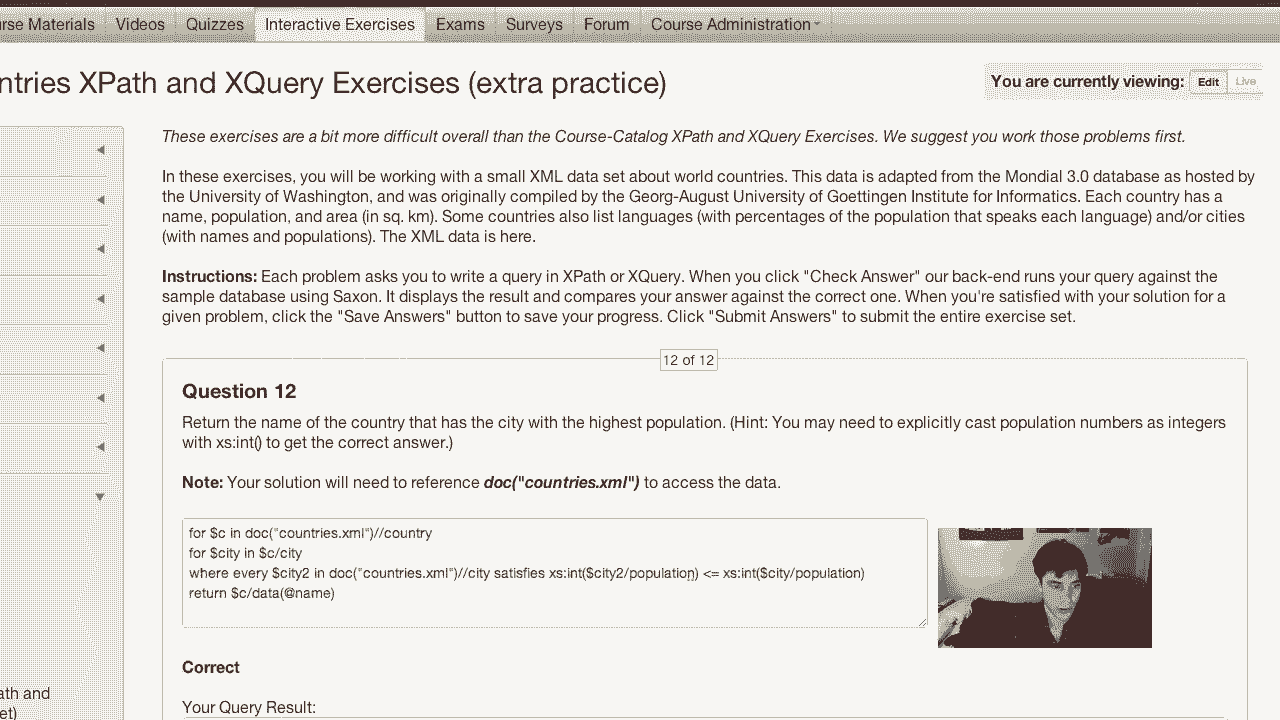 rse Materials Videos Quizzes Interactive Exercises Exams Surveys Forum Course Administration
ntries XPath and XQuery Exercises (extra practice)
You are currently viewing: Edit Live
These exercises are a bit more difficult overall than the Course-Catalog XPath and XQuery Exercises. We suggest you work those problems first.
In these exercises, you will be working with a small XML data set about world countries. This data is adapted from the Mondial 3.0 database as hosted by
the University of Washington, and was originally compiled by the Georg-August University of Goettingen Institute for Informatics. Each country has a
name, population, and area (in sq. km). Some countries also list languages (with percentages of the population that speaks each language) and/or cities
(with names and populations). The XML data is here.
Instructions: Each problem asks you to write a query in XPath or XQuery. When you click "Check Answer" our back-end runs your query against the
sample database using Saxon. It displays the result and compares your answer against the correct one. When you're satisfied with your solution for a
given problem, click the "Save Answers" button to save your progress. Click "Submit Answers" to submit the entire exercise set.
12 of 12
Question 12
Return the name of the country that has the city with the highest population. (Hint: You may need to explicitly cast population numbers as integers
with xs:int() to get the correct answer.)
Note: Your solution will need to reference doc("countries.xml") to access the data.
for $c in doc("countries.xml")//country
for $city in $c/city
where every $city2 in doc("countries.xml")//city satisfies xs:int($city2/population) <= xs:int($city/population)
return $c/data(@name)
Correct
Your Query Result:
ath and
et)